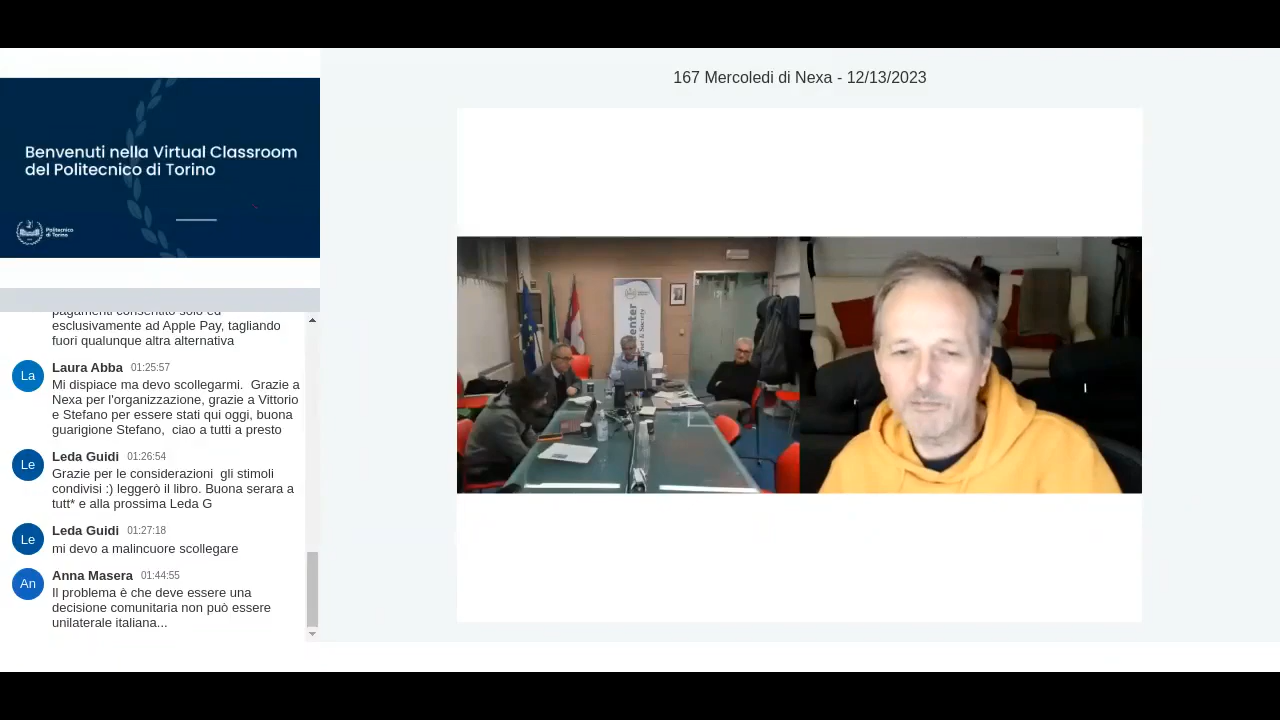 167 Mercoledi di Nexa - 12/13/2023
Benvenuti nella Virtual Classroom
del Politecnico di Torino
Politecnico
di Torino
esclusivamente ad Apple Pay, tagliando
fuori qualunque altra alternativa
La
Laura Abba 01:25:57
Mi dispiace ma devo scollegarmi.  Grazie a
Nexa per l'organizzazione, grazie a Vittorio
e Stefano per essere stati qui oggi, buona
guarigione Stefano,  ciao a tutti a presto
Le
Leda Guidi 01:26:54
Grazie per le considerazioni  gli stimoli
condivisi :) leggerò il libro. Buona serara a
tutt* e alla prossima Leda G
Le
Leda Guidi 01:27:18
mi devo a malincuore scollegare
An
Anna Masera 01:44:55
Il problema è che deve essere una
decisione comunitaria non può essere
unilaterale italiana...